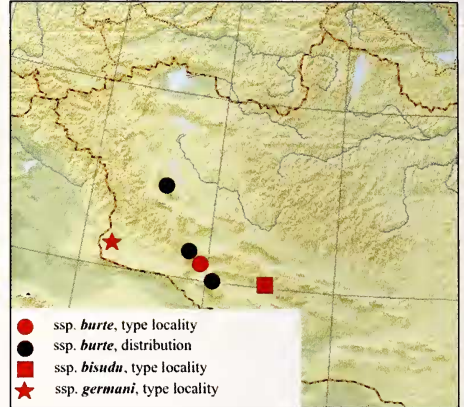 ssp. burte, type locality
ssp. burte, distribution
ssp. bisudu, type locality
ssp. germani, type locality